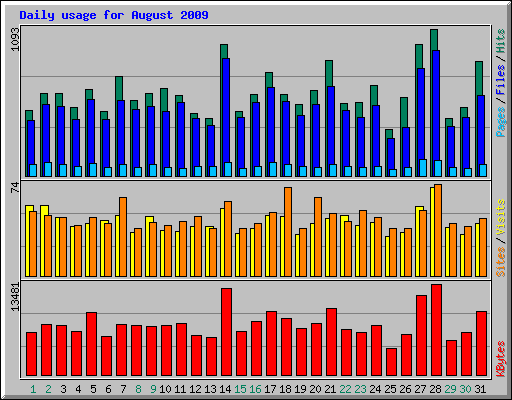 Daily usage for August 2009
1093
Pages / Files / Hits
74
Sites / Visits
13481
KBytes
1 2 3 4 5 6 7 8 9 10 11 12 13 14 15 16 17 18 19 20 21 22 23 24 25 26 27 28 29 30 31